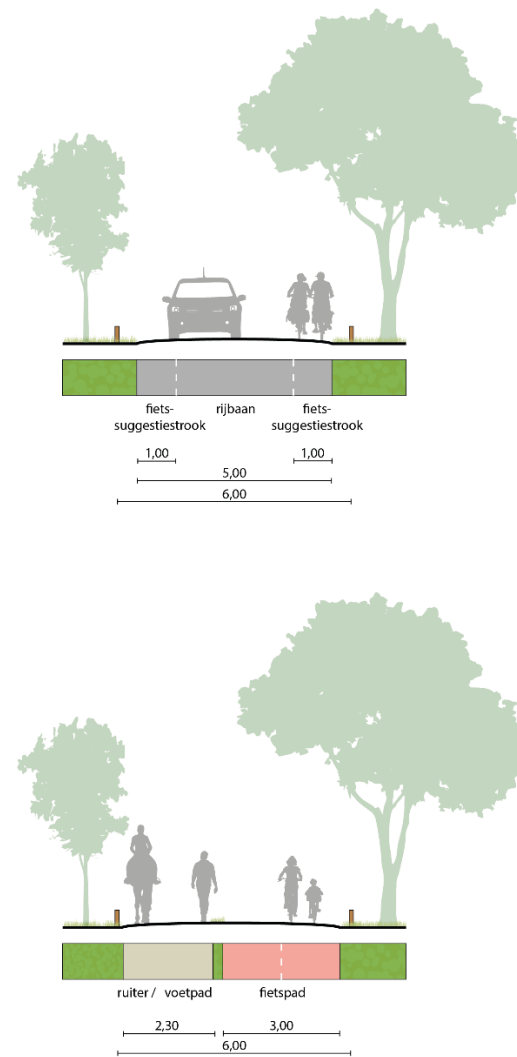 fiets- rijbaan fiets-
suggestiestrook suggestiestrook
1,00 1,00
5,00
6,00
ruiter / voetpad fietspad
2,30 3,00
6,00